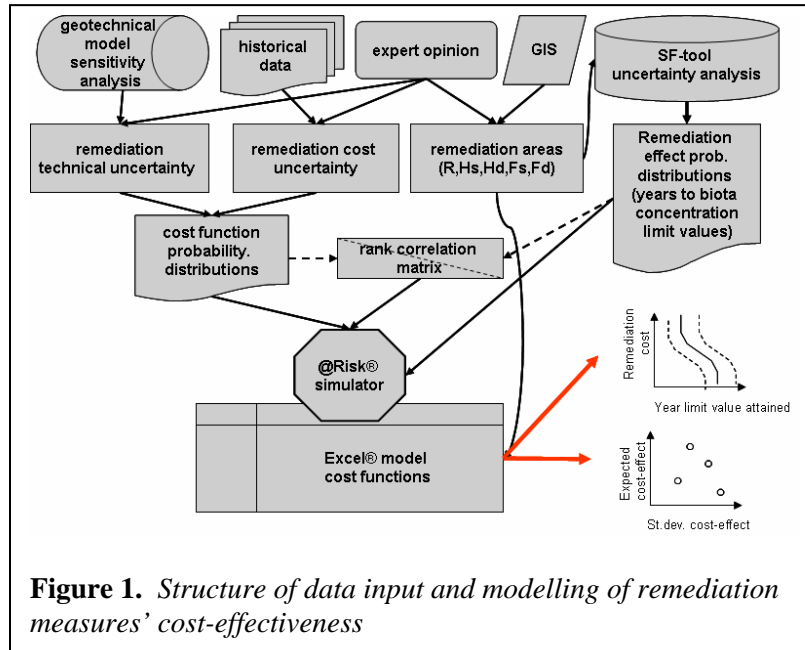 geotechnical
model
sensitivity
analysis
historical
data
expert opinion
GIS
SF-tool
uncertainty analysis
remediation
technical uncertainty
remediation cost
uncertainty
remediation areas
(R,Hs,Hd,Fs,Fd)
Remediation
effect prob.
distributions
(years to biota
concentration
limit values)
cost function
probability.
distributions
rank correlation
matrix
@Risk®
simulator
Excel® model
cost functions
Remediation
cost
Year limit value attained
Expected
cost-effect
St.dev. cost-effect
Figure 1. Structure of data input and modelling of remediation
measures’ cost-effectiveness